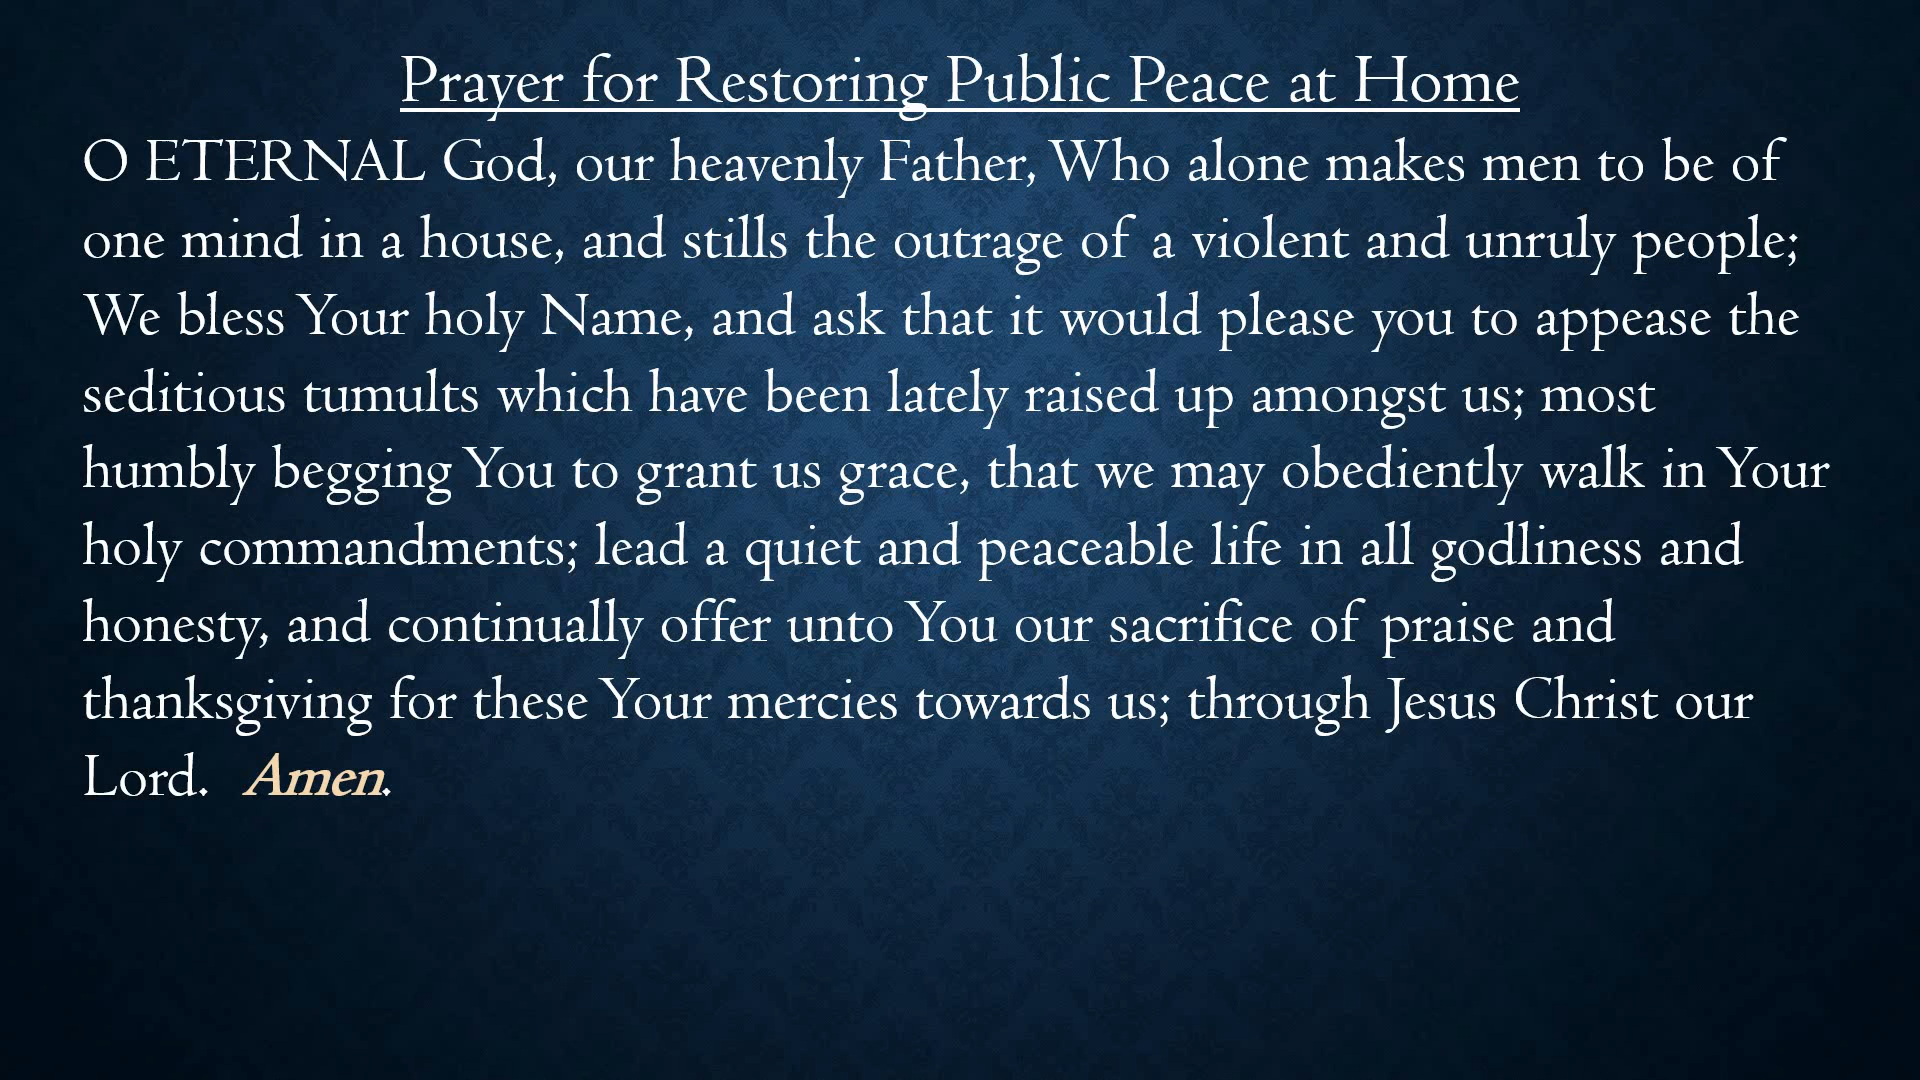 Prayer for Restoring Public Peace at Home
O ETERNAL God, our heavenly Father, Who alone makes men to be of
one mind in a house, and stills the outrage of a violent and unruly people;
We bless Your holy Name, and ask that it would please you to appease the
seditious tumults which have been lately raised up amongst us; most
humbly begging You to grant us grace, that we may obediently walk in Your
holy commandments; lead a quiet and peaceable life in all godliness and
honesty, and continually offer unto You our sacrifice of praise and
thanksgiving for these Your mercies towards us; through Jesus Christ our
Lord. Amen.